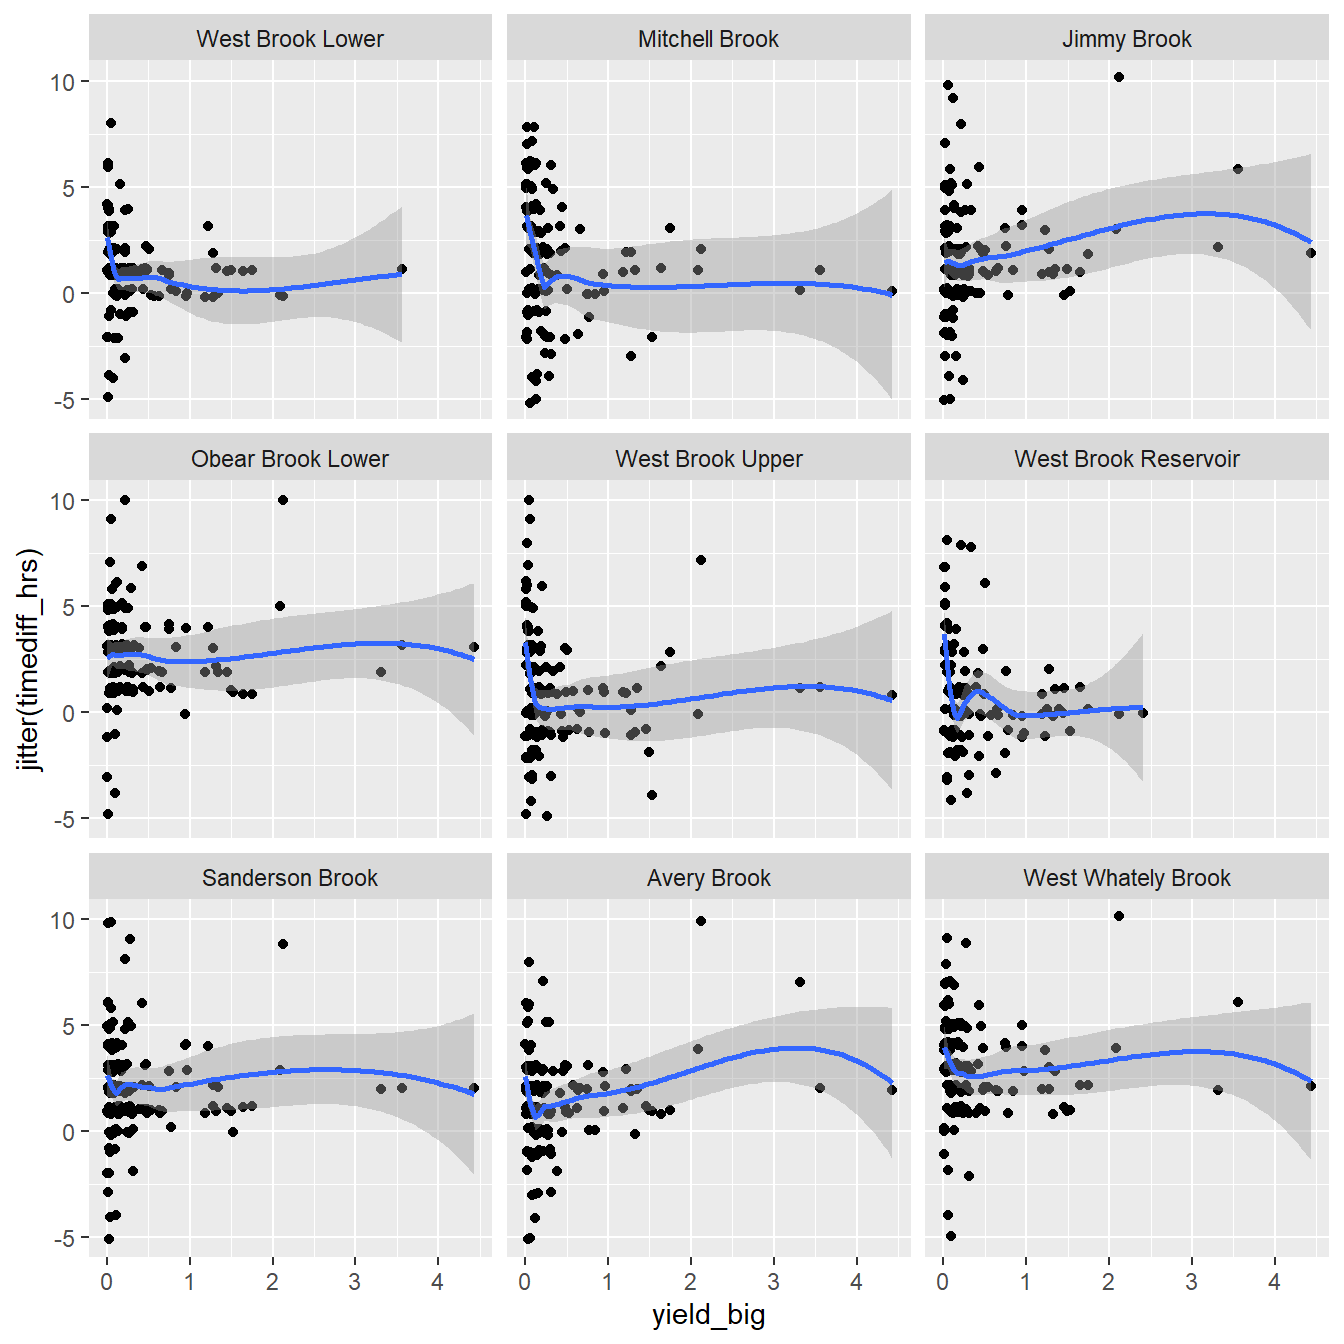 West Brook Lower Mitchell Brook Jimmy Brook
10
5
0
-5
Obear Brook Lower West Brook Upper West Brook Reservoir
10
5
0
-5
jitter(timediff_hrs)
Sanderson Brook Avery Brook West Whately Brook
10
5
0
-5
0 1 2 3 4 0 1 2 3 4 0 1 2 3 4
yield_big